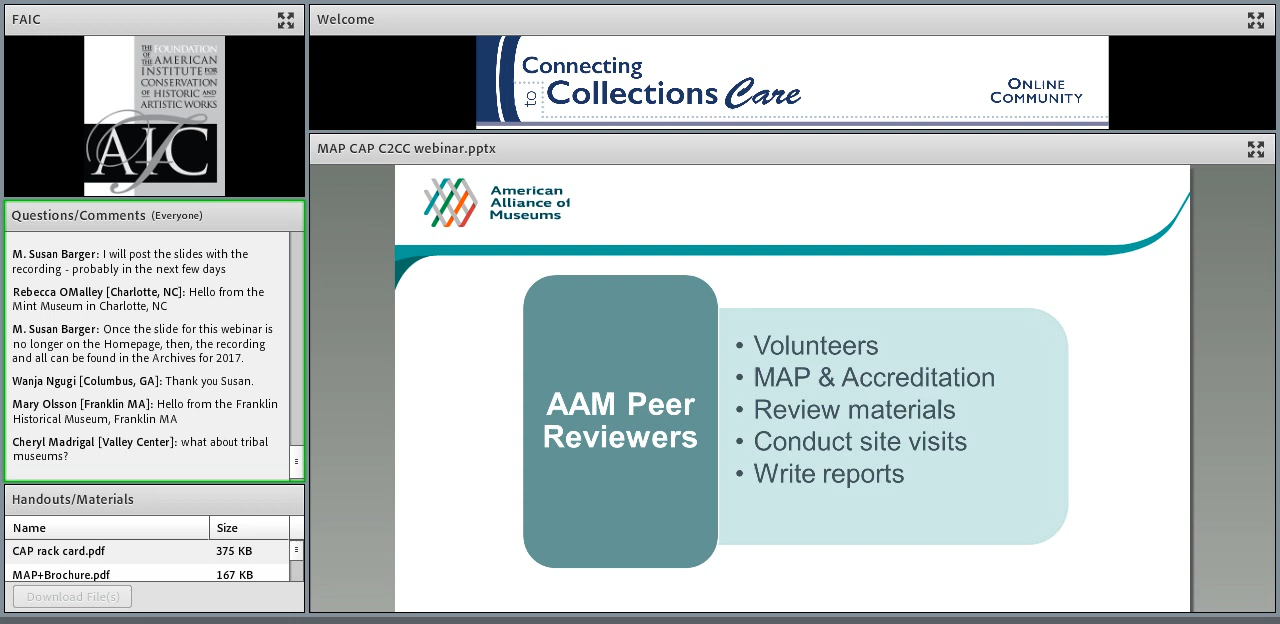 FAIC
THE FOUNDATION
OF THE AMERICAN
INSTITUTE FOR
CONSERVATION
OF HISTORIC AND
ARTISTIC WORKS
AIC
Questions/Comments (Everyone)
M. Susan Barger: I will post the slides with the
recording - probably in the next few days
Rebecca OMalley [Charlotte, NC]: Hello from the
Mint Museum in Charlotte, NC
M. Susan Barger: Once the slide for this webinar is
no longer on the Homepage, then, the recording
and all can be found in the Archives for 2017.
Wanja Ngugi [Columbus, GA]: Thank you Susan.
Mary Olsson [Franklin MA]: Hello from the Franklin
Historical Museum, Franklin MA
Cheryl Madrigal [Valley Center]: what about tribal
museums?
Handouts/Materials
Name Size
CAP rack card.pdf 375 KB
MAP+Brochure.pdf 167 KB
Download File(s)
Welcome
Connecting
to Collections Care
ONLINE
COMMUNITY
MAP CAP C2CC webinar.pptx
American
Alliance of
Museums
AAM Peer
Reviewers
• Volunteers
• MAP & Accreditation
• Review materials
• Conduct site visits
• Write reports